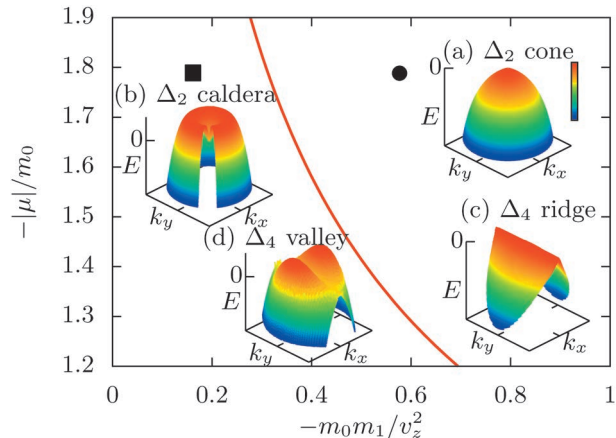 1.9
1.8
1.7
1.6
1.5
1.4
1.3
1.2
−|μ|/m₀
(a) Δ₂ cone
0
E
k_y
k_x
(b) Δ₂ caldera
0
E
k_y
k_x
(c) Δ₄ ridge
0
E
k_y
k_x
(d) Δ₄ valley
0
E
k_y
k_x
0 0.2 0.4 0.6 0.8 1
−m₀m₁/v_z²